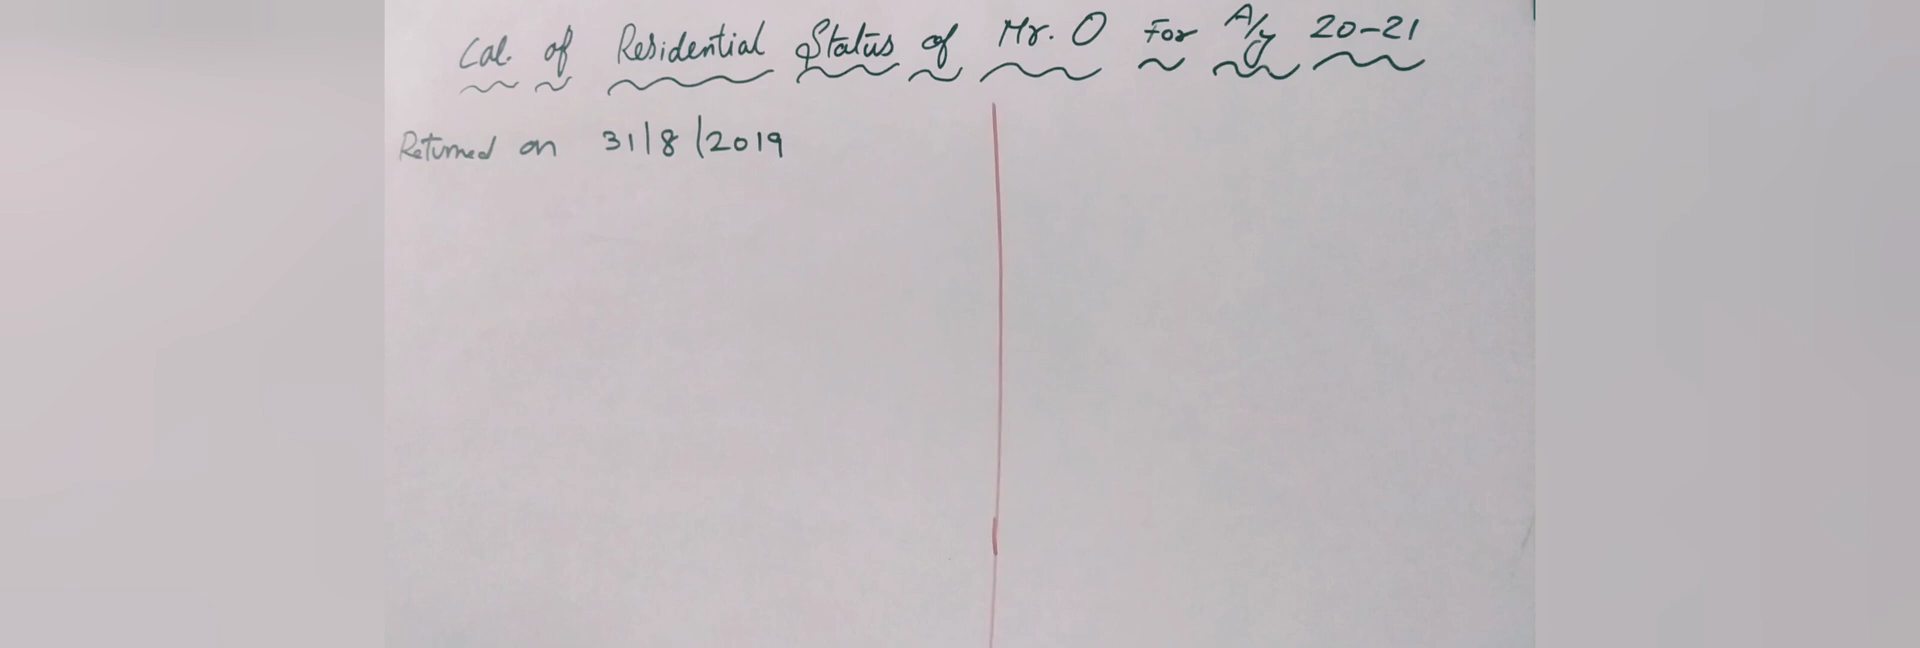 Cal. of Residential Status of Mr. O For A/y 20-21
Returned on 31/8/2019